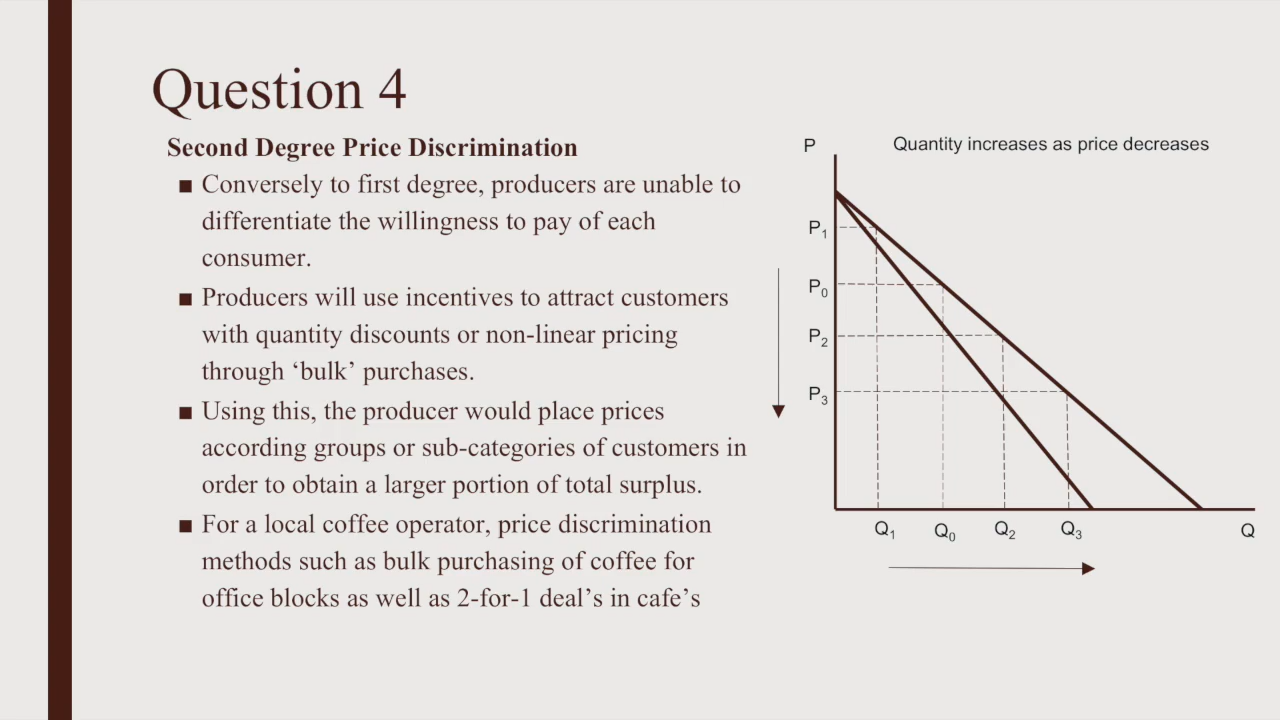 Question 4
Second Degree Price Discrimination
■ Conversely to first degree, producers are unable to
differentiate the willingness to pay of each
consumer.
■ Producers will use incentives to attract customers
with quantity discounts or non-linear pricing
through ‘bulk’ purchases.
■ Using this, the producer would place prices
according groups or sub-categories of customers in
order to obtain a larger portion of total surplus.
■ For a local coffee operator, price discrimination
methods such as bulk purchasing of coffee for
office blocks as well as 2-for-1 deal’s in cafe’s
P
Quantity increases as price decreases
P1
P0
P2
P3
Q1 Q0 Q2 Q3 Q